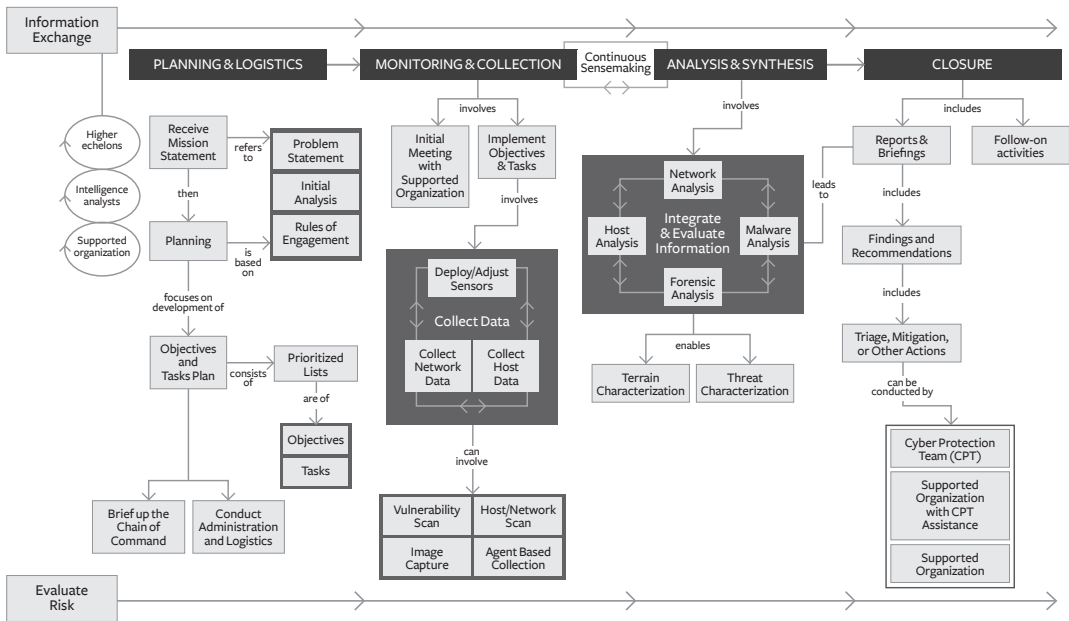 Information
Exchange
PLANNING & LOGISTICS
MONITORING & COLLECTION
Continuous
Sensemaking
ANALYSIS & SYNTHESIS
CLOSURE
Higher
echelons
Intelligence
analysts
Supported
organization
Receive
Mission
Statement
refers
to
Problem
Statement
Initial
Analysis
Rules of
Engagement
then
Planning
is
based
on
focuses on
development of
Objectives
and
Tasks Plan
consists
of
Prioritized
Lists
are of
Objectives
Tasks
Brief up the
Chain of
Command
Conduct
Administration
and Logistics
involves
Initial
Meeting
with
Supported
Organization
Implement
Objectives
& Tasks
involves
Deploy/Adjust
Sensors
Collect Data
Collect
Network
Data
Collect
Host
Data
can
involve
Vulnerability
Scan
Host/Network
Scan
Image
Capture
Agent Based
Collection
involves
Network
Analysis
Host
Analysis
Integrate
& Evaluate
Information
Malware
Analysis
Forensic
Analysis
leads
to
enables
Terrain
Characterization
Threat
Characterization
includes
Reports &
Briefings
Follow-on
activities
includes
Findings and
Recommendations
includes
Triage, Mitigation,
or Other Actions
can be
conducted by
Cyber Protection
Team (CPT)
Supported
Organization
with CPT
Assistance
Supported
Organization
Evaluate
Risk